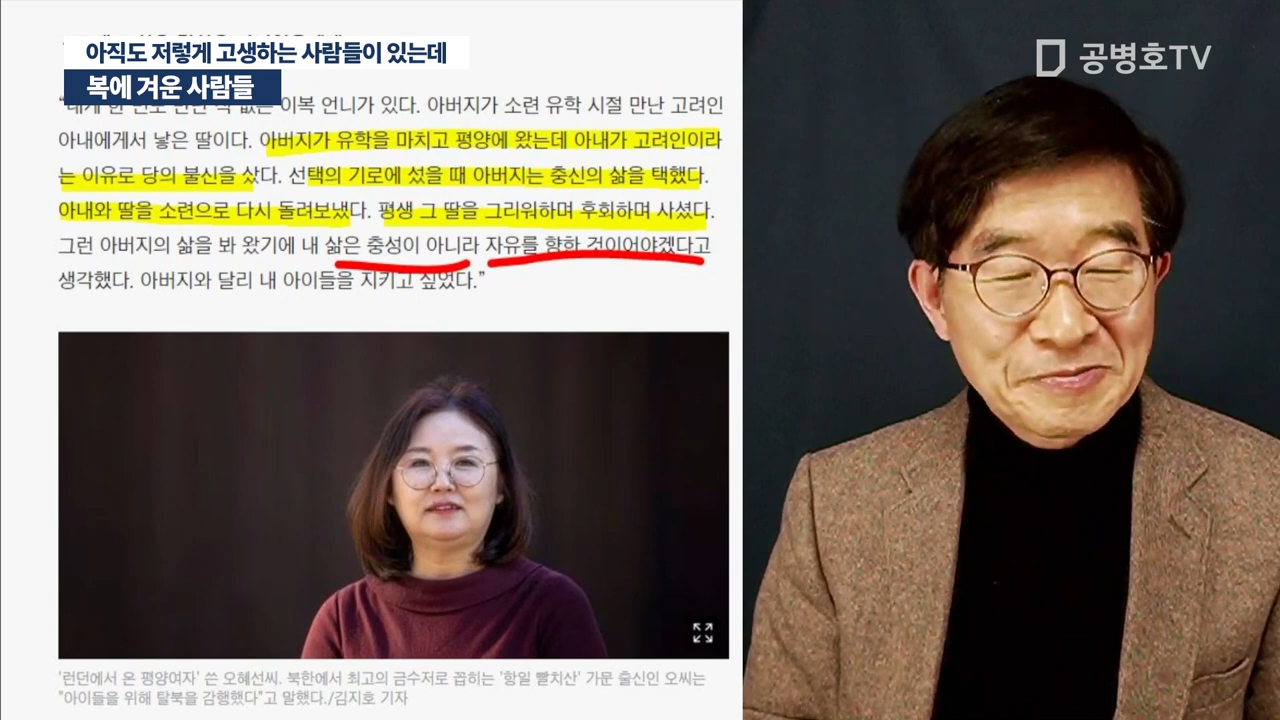 아직도 저렇게 고생하는 사람들이 있는데
복에 겨운 사람들
공병호TV
이복 언니가 있다. 아버지가 소련 유학 시절 만난 고려인
아내에게서 낳은 딸이다. 아버지가 유학을 마치고 평양에 왔는데 아내가 고려인이라
는 이유로 당의 불신을 샀다. 선택의 기로에 섰을 때 아버지는 충신의 삶을 택했다.
아내와 딸을 소련으로 다시 돌려보냈다. 평생 그 딸을 그리워하며 후회하며 사셨다.
그런 아버지의 삶을 봐 왔기에 내 삶은 충성이 아니라 자유를 향한 것이어야겠다고
생각했다. 아버지와 달리 내 아이들을 지키고 싶었다.”
'런던에서 온 평양여자' 쓴 오혜선씨. 북한에서 최고의 금수저로 꼽히는 '항일 빨치산' 가문 출신인 오씨는
"아이들을 위해 탈북을 감행했다"고 말했다./김지호 기자